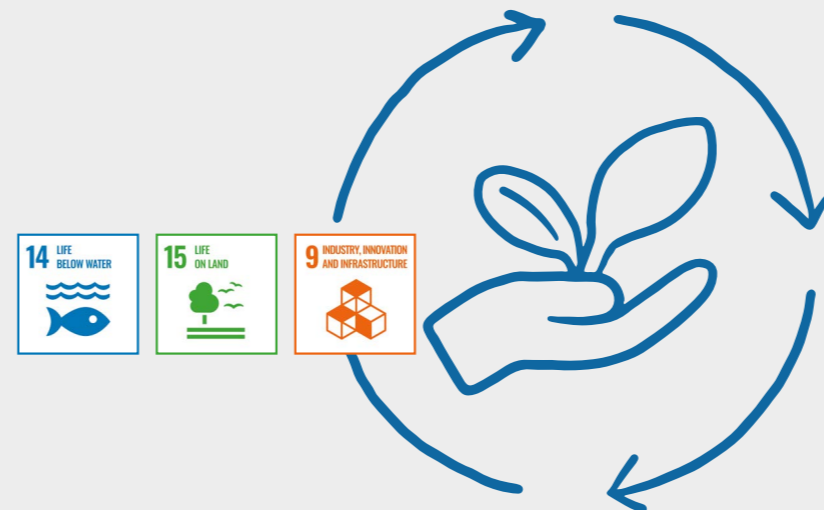 14 LIFE
BELOW WATER
15 LIFE
ON LAND
9 INDUSTRY, INNOVATION
AND INFRASTRUCTURE